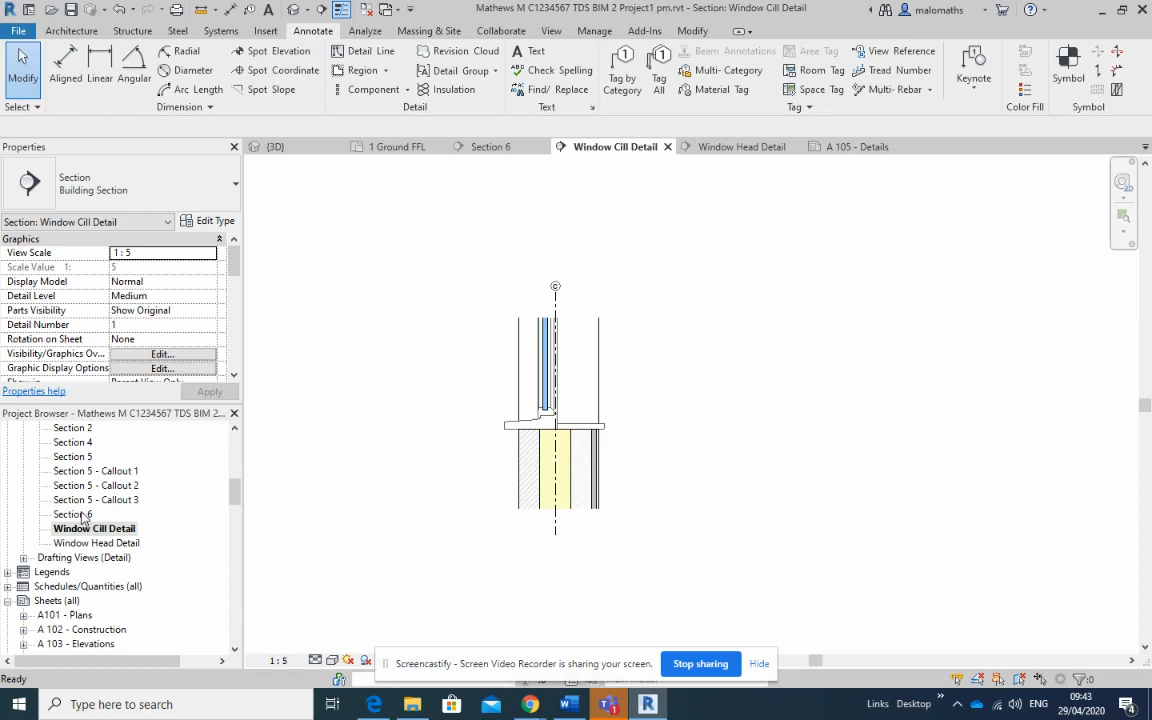 Mathews M C1234567 TDS BIM 2 Project1 pm.rvt - Section: Window Cill Detail
malomaths
File Architecture Structure Steel Systems Insert Annotate Analyze Massing & Site Collaborate View Manage Add-Ins Modify
Modify
Aligned Linear Angular
Radial
Diameter
Arc Length
Spot Elevation
Spot Coordinate
Spot Slope
Detail Line
Region
Component
Revision Cloud
Detail Group
Insulation
Text
Check Spelling
Find/ Replace
Tag by Category
Tag All
Beam Annotations
Multi- Category
Material Tag
Area Tag
Room Tag
Space Tag
View Reference
Tread Number
Multi- Rebar
Keynote
Symbol
Select Dimension Detail Text Tag Color Fill Symbol
Properties
{3D} 1 Ground FFL Section 6 Window Cill Detail Window Head Detail A 105 - Details
Section
Building Section
Section: Window Cill Detail Edit Type
Graphics
View Scale 1 : 5
Scale Value 1: 5
Display Model Normal
Detail Level Medium
Parts Visibility Show Original
Detail Number 1
Rotation on Sheet None
Visibility/Graphics Ov... Edit...
Graphic Display Options Edit...
Properties help Apply
Project Browser - Mathews M C1234567 TDS BIM 2...
Section 2
Section 4
Section 5
Section 5 - Callout 1
Section 5 - Callout 2
Section 5 - Callout 3
Section 6
Window Cill Detail
Window Head Detail
Drafting Views (Detail)
Legends
Schedules/Quantities (all)
Sheets (all)
A101 - Plans
A 102 - Construction
A 103 - Elevations
C
2D
1 : 5
Screencastify - Screen Video Recorder is sharing your screen. Stop sharing Hide
Ready
:0
Type here to search
Links Desktop ENG
09:43
29/04/2020
4